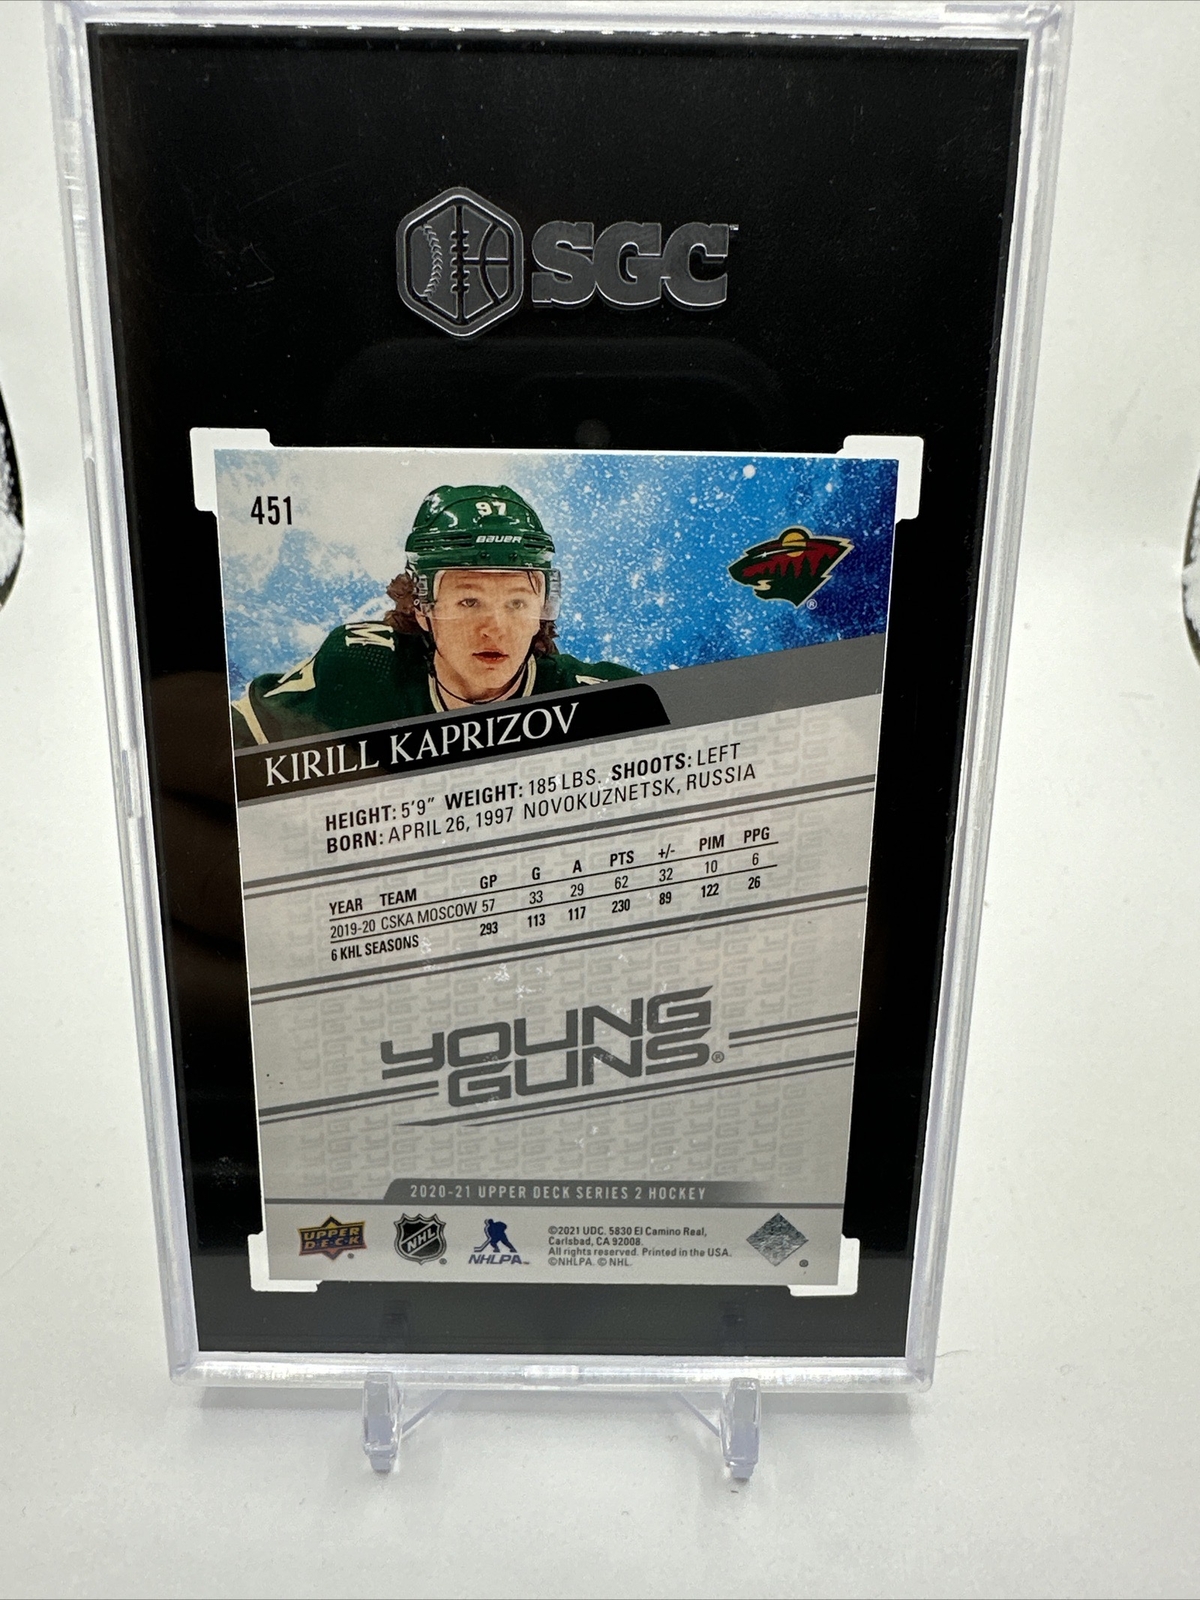 SGC™
451
97
BAUER
M
®
KIRILL KAPRIZOV
HEIGHT: 5'9" WEIGHT: 185 LBS. SHOOTS: LEFT
BORN: APRIL 26, 1997 NOVOKUZNETSK, RUSSIA
YEAR TEAM GP G A PTS +/- PIM PPG
2019-20 CSKA MOSCOW 57 33 29 62 32 10 6
6 KHL SEASONS 293 113 117 230 89 122 26
YOUNG
GUNS®
2020-21 UPPER DECK SERIES 2 HOCKEY
UPPER
DECK®
NHL®
NHLPA™
©2021 UDC. 5830 El Camino Real,
Carlsbad, CA 92008.
All rights reserved. Printed in the USA.
©NHLPA. ©NHL.